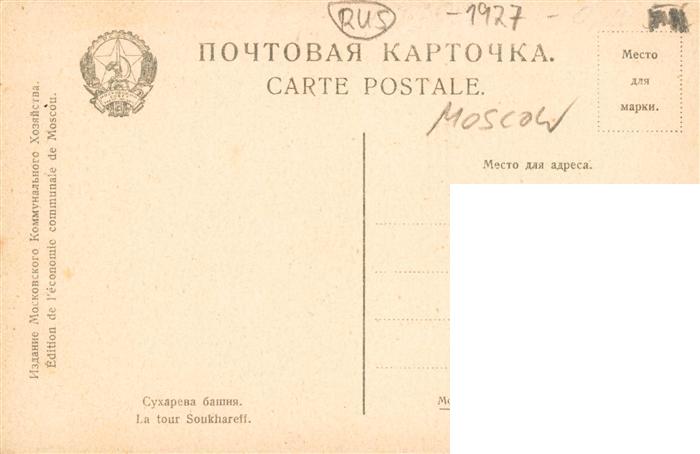 RUS
-1927-
ПОЧТОВАЯ КАРТОЧКА.
CARTE POSTALE.
Moscow
Место
для
марки.
Место для адреса.
Издание Московского Коммунального Хозяйства.
Édition de l'économie communale de Moscou.
Сухарева башня.
La tour Soukhareff.